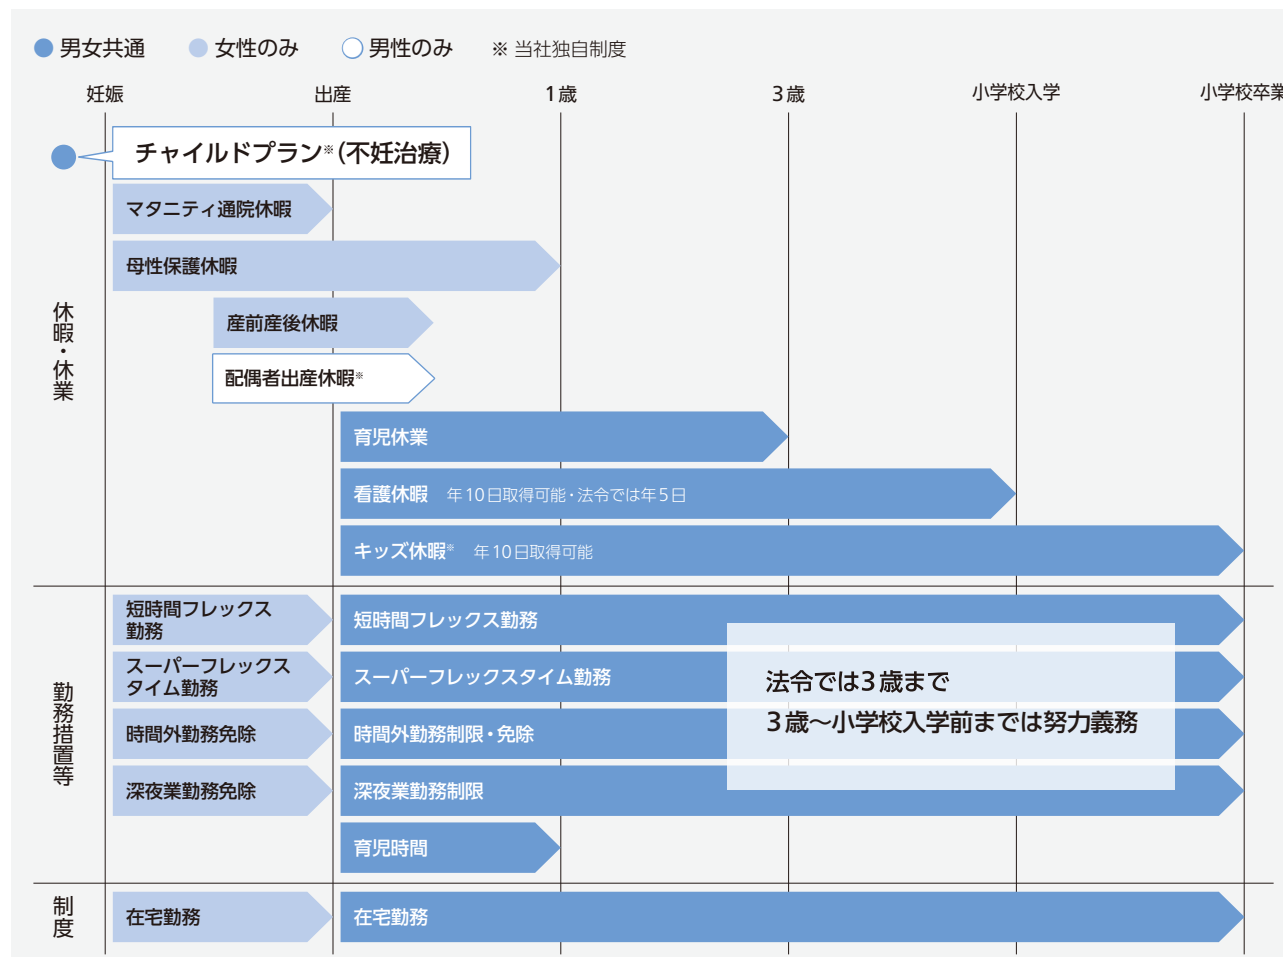 男女共通 女性のみ 男性のみ ※ 当社独自制度
妊娠 出産 1歳 3歳 小学校入学 小学校卒業
休暇・休業
チャイルドプラン※(不妊治療)
マタニティ通院休暇
母性保護休暇
産前産後休暇
配偶者出産休暇※
育児休業
看護休暇 年10日取得可能・法令では年5日
キッズ休暇※ 年10日取得可能
勤務措置等
短時間フレックス
勤務
短時間フレックス勤務
スーパーフレックス
タイム勤務
スーパーフレックスタイム勤務
時間外勤務免除
時間外勤務制限・免除
深夜業勤務免除
深夜業勤務制限
法令では3歳まで
3歳～小学校入学前までは努力義務
育児時間
制度
在宅勤務
在宅勤務